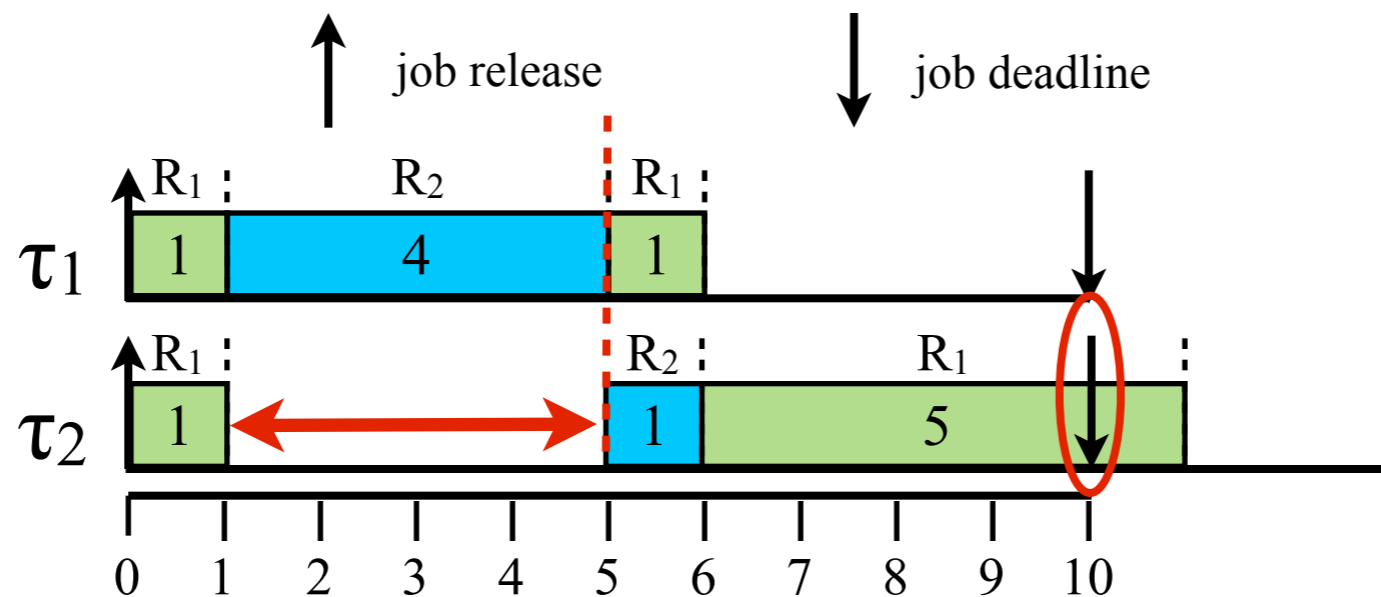 job release job deadline
R₁ R₂ R₁
τ₁ 1 4 1
R₁ R₂ R₁
τ₂ 1 1 5
0 1 2 3 4 5 6 7 8 9 10